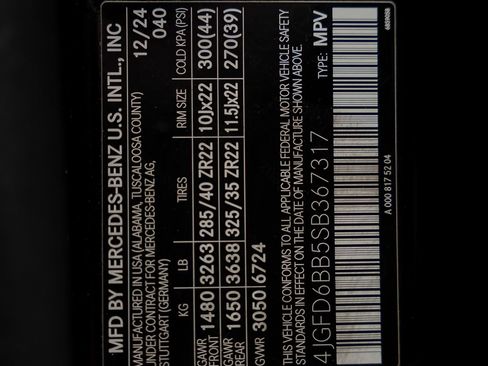 MFD BY MERCEDES-BENZ U.S. INTL., INC
MANUFACTURED IN USA (ALABAMA, TUSCALOOSA COUNTY) 12/24
UNDER CONTRACT FOR MERCEDES-BENZ AG, 040
STUTTGART (GERMANY)
KG LB TIRES RIM SIZE COLD KPA (PSI)
GAWR FRONT 1480 3263 285/40 ZR22 10Jx22 300(44)
GAWR REAR 1650 3638 325/35 ZR22 11.5Jx22 270(39)
GVWR 3050 6724
THIS VEHICLE CONFORMS TO ALL APPLICABLE FEDERAL MOTOR VEHICLE SAFETY
STANDARDS IN EFFECT ON THE DATE OF MANUFACTURE SHOWN ABOVE.
4JGFD6BB5SB367317 TYPE: MPV
A 000 817 52 04